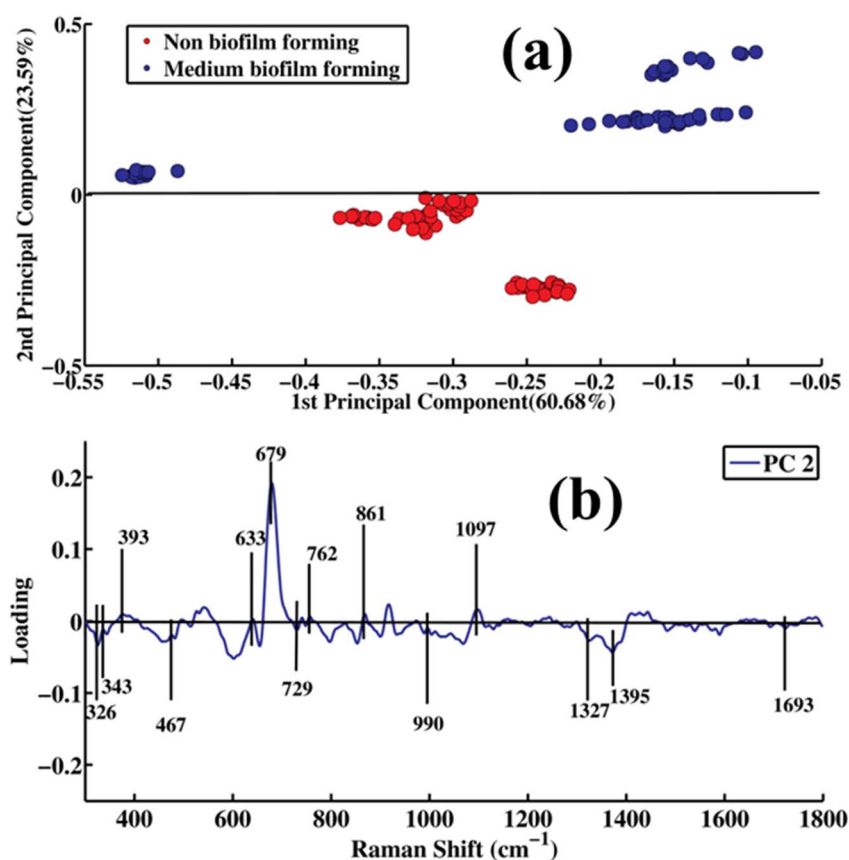 0.5
Non biofilm forming
Medium biofilm forming
(a)
2nd Principal Component(23.59%)
0
−0.5
−0.55 −0.5 −0.45 −0.4 −0.35 −0.3 −0.25 −0.2 −0.15 −0.1 −0.05
1st Principal Component(60.68%)
679
PC 2
0.2
(b)
861
1097
393
633
762
0.1
Loading
0
343
729
1395
326
467
990
1327
1693
−0.1
−0.2
400 600 800 1000 1200 1400 1600 1800
Raman Shift (cm⁻¹)